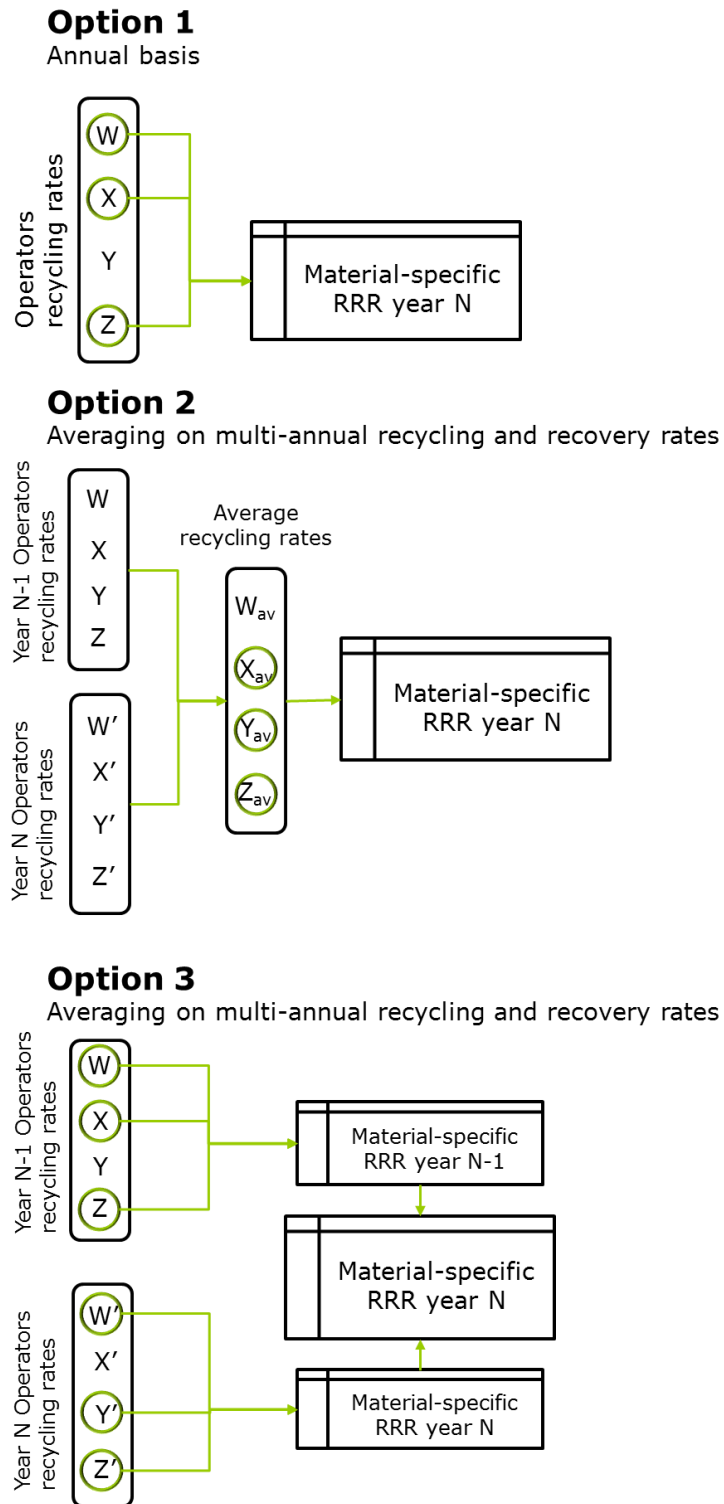 Option 1
Annual basis
Operators
recycling rates
W
X
Y
Z
Material-specific
RRR year N
Option 2
Averaging on multi-annual recycling and recovery rates
Year N-1 Operators
recycling rates
W
X
Y
Z
Year N Operators
recycling rates
W’
X’
Y’
Z’
Average
recycling rates
Wav
Xav
Yav
Zav
Material-specific
RRR year N
Option 3
Averaging on multi-annual recycling and recovery rates
Year N-1 Operators
recycling rates
W
X
Y
Z
Material-specific
RRR year N-1
Material-specific
RRR year N
Year N Operators
recycling rates
W’
X’
Y’
Z’
Material-specific
RRR year N